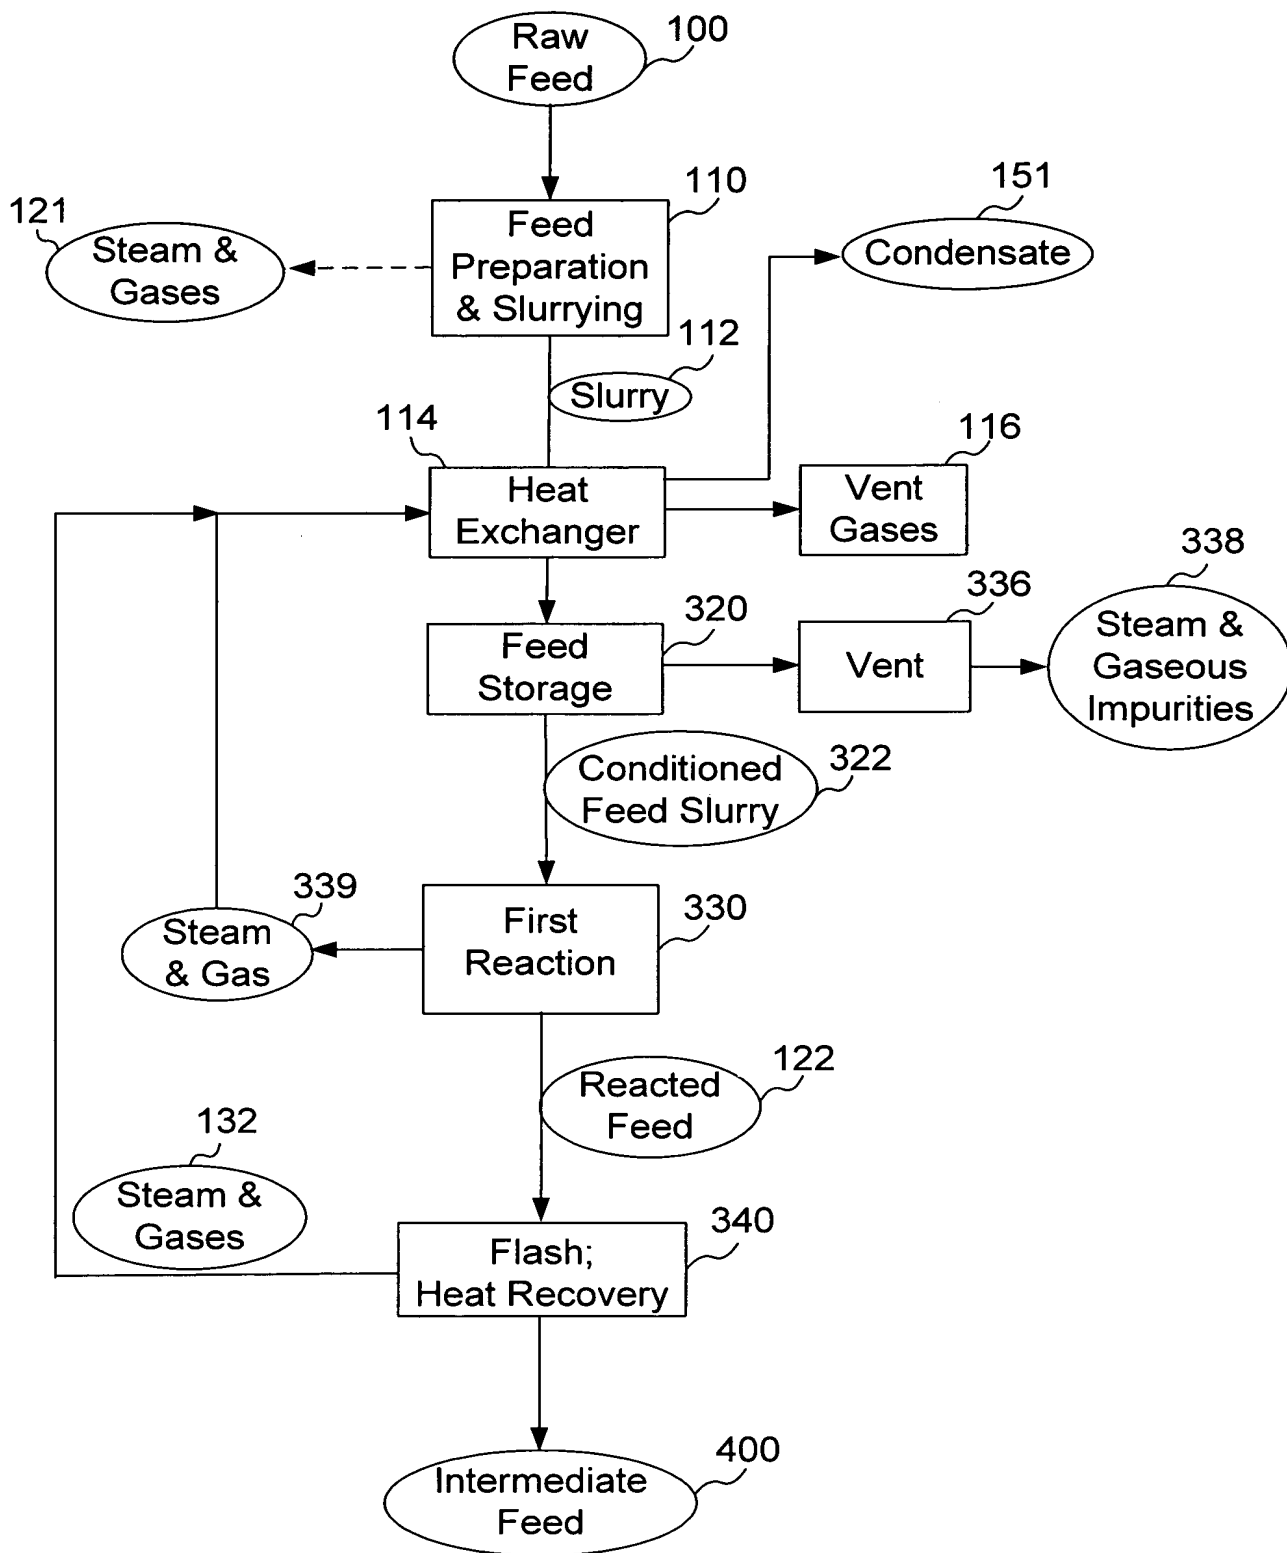 Raw
Feed
100
Feed
Preparation
& Slurrying
110
121
Steam &
Gases
151
Condensate
112
Slurry
114
Heat
Exchanger
116
Vent
Gases
338
Steam &
Gaseous
Impurities
336
Vent
320
Feed
Storage
Conditioned
Feed Slurry
322
339
Steam
& Gas
First
Reaction
330
Reacted
Feed
122
132
Steam &
Gases
Flash;
Heat Recovery
340
Intermediate
Feed
400